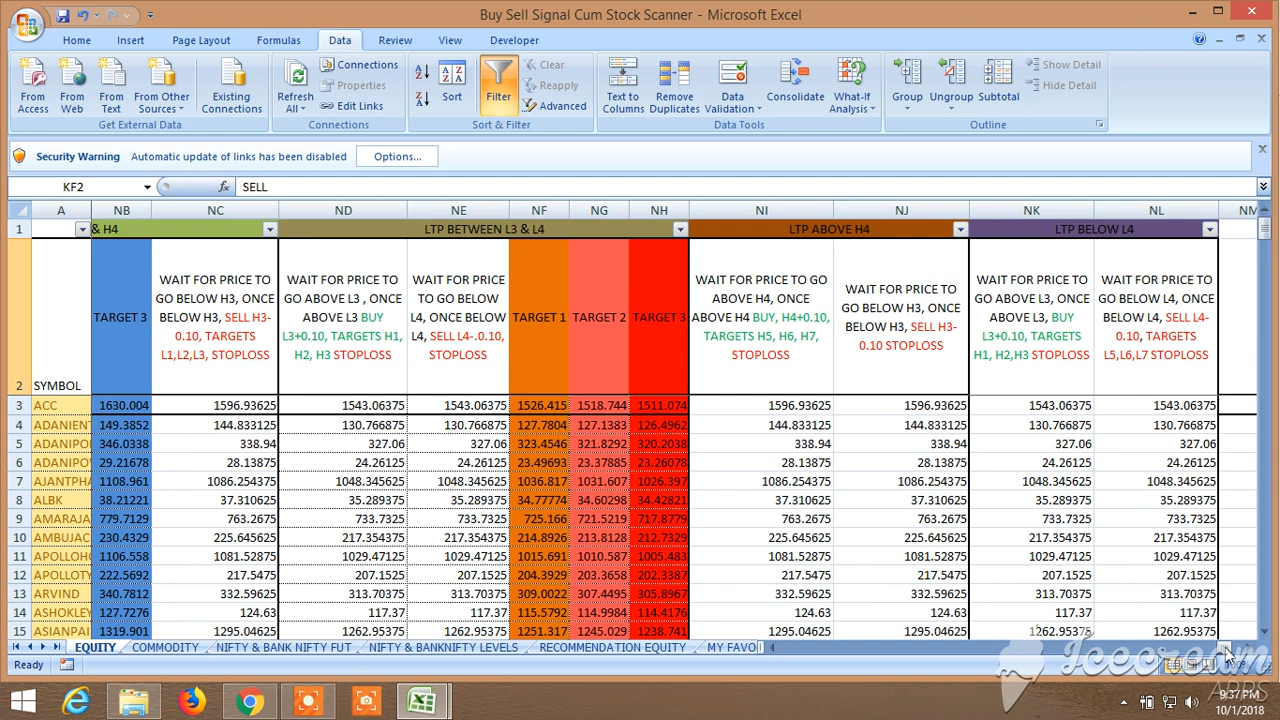 Buy Sell Signal Cum Stock Scanner - Microsoft Excel
Home Insert Page Layout Formulas Data Review View Developer
From Access From Web From Text From Other Sources Existing Connections
Get External Data
Refresh All Connections Properties Edit Links
Connections
Sort Filter Clear Reapply Advanced
Sort & Filter
Text to Columns Remove Duplicates Data Validation Consolidate What-If Analysis
Data Tools
Group Ungroup Subtotal Show Detail Hide Detail
Outline
Security Warning Automatic update of links has been disabled Options...
KF2 fx SELL
A NB NC ND NE NF NG NH NI NJ NK NL NM
1 & H4 LTP BETWEEN L3 & L4 LTP ABOVE H4 LTP BELOW L4
2 SYMBOL
TARGET 3
WAIT FOR PRICE TO
GO BELOW H3, ONCE
BELOW H3, SELL H3-
0.10, TARGETS
L1,L2,L3, STOPLOSS
WAIT FOR PRICE TO
GO ABOVE L3 , ONCE
ABOVE L3 BUY
L3+0.10, TARGETS H1,
H2, H3 STOPLOSS
WAIT FOR PRICE
TO GO BELOW
L4, ONCE BELOW
L4, SELL L4-.0.10,
STOPLOSS
TARGET 1
TARGET 2
TARGET 3
WAIT FOR PRICE TO GO
ABOVE H4, ONCE
ABOVE H4 BUY, H4+0.10,
TARGETS H5, H6, H7,
STOPLOSS
WAIT FOR PRICE TO
GO BELOW H3, ONCE
BELOW H3, SELL H3-
0.10 STOPLOSS
WAIT FOR PRICE TO
GO ABOVE L3, ONCE
ABOVE L3, BUY
L3+0.10, TARGETS
H1, H2,H3 STOPLOSS
WAIT FOR PRICE TO
GO BELOW L4, ONCE
BELOW L4, SELL L4-
0.10, TARGETS
L5,L6,L7 STOPLOSS
3 ACC 1630.004 1596.93625 1543.06375 1543.06375 1526.415 1518.744 1511.074 1596.93625 1596.93625 1543.06375 1543.06375
4 ADANIENT 149.3852 144.833125 130.766875 130.766875 127.7804 127.1383 126.4962 144.833125 144.833125 130.766875 130.766875
5 ADANIPO 346.0338 338.94 327.06 327.06 323.4546 321.8292 320.2038 338.94 338.94 327.06 327.06
6 ADANIPO 29.21678 28.13875 24.26125 24.26125 23.49693 23.37885 23.26078 28.13875 28.13875 24.26125 24.26125
7 AJANTPHA 1108.961 1086.254375 1048.345625 1048.345625 1036.817 1031.607 1026.397 1086.254375 1086.254375 1048.345625 1048.345625
8 ALBK 38.21221 37.310625 35.289375 35.289375 34.77774 34.60298 34.42821 37.310625 37.310625 35.289375 35.289375
9 AMARAJA 779.7129 763.2675 733.7325 733.7325 725.166 721.5219 717.8779 763.2675 763.2675 733.7325 733.7325
10 AMBUJAC 230.4329 225.645625 217.354375 217.354375 214.8926 213.8128 212.7329 225.645625 225.645625 217.354375 217.354375
11 APOLLOHO 1106.558 1081.52875 1029.47125 1029.47125 1015.691 1010.587 1005.483 1081.52875 1081.52875 1029.47125 1029.47125
12 APOLLOTY 222.5692 217.5475 207.1525 207.1525 204.3929 203.3658 202.3387 217.5475 217.5475 207.1525 207.1525
13 ARVIND 340.7812 332.59625 313.70375 313.70375 309.0022 307.4495 305.8967 332.59625 332.59625 313.70375 313.70375
14 ASHOKLEY 127.7276 124.63 117.37 117.37 115.5792 114.9984 114.4176 124.63 124.63 117.37 117.37
15 ASIANPAI 1319.901 1295.04625 1262.95375 1262.95375 1251.317 1245.029 1238.741 1295.04625 1295.04625 1262.95375 1262.95375
EQUITY COMMODITY NIFTY & BANK NIFTY FUT NIFTY & BANKNIFTY LEVELS RECOMMENDATION EQUITY MY FAVO
Ready
Icecream
APPS
9:37 PM
10/1/2018